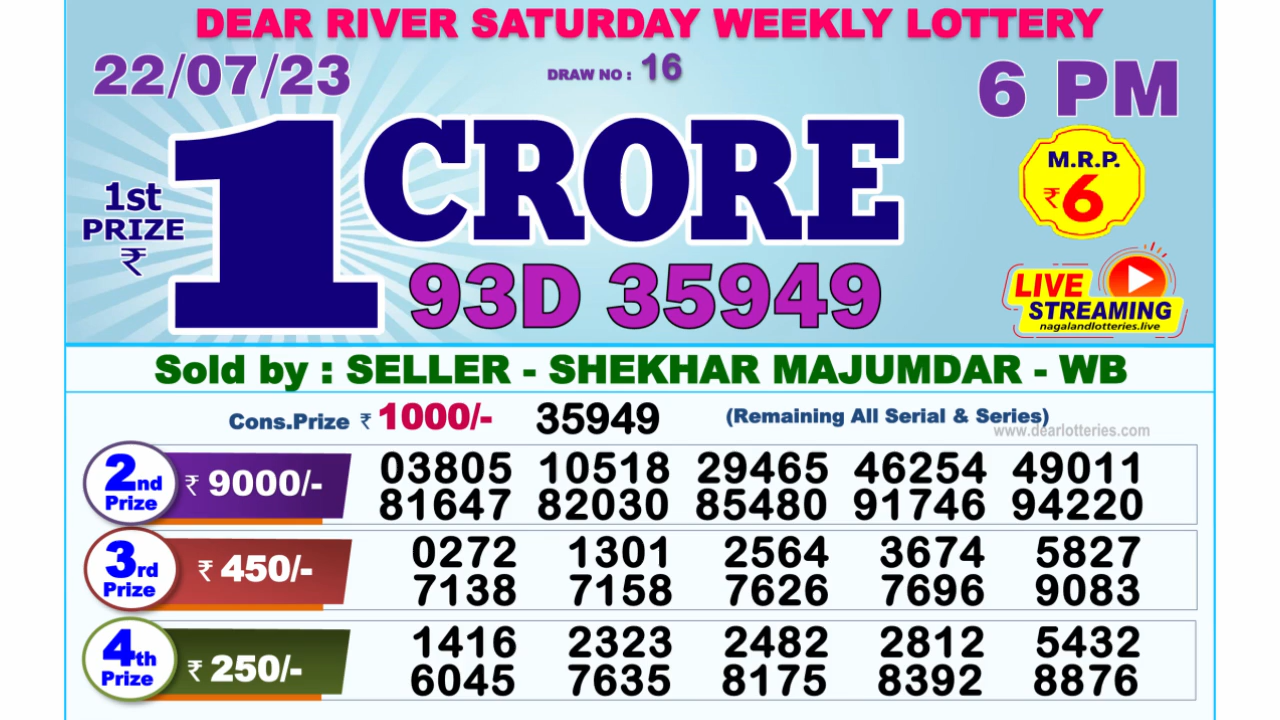 DEAR RIVER SATURDAY WEEKLY LOTTERY
22/07/23
DRAW NO : 16
6 PM
1st
PRIZE
₹
1 CRORE
M.R.P.
₹6
93D 35949
LIVE
STREAMING
nagalandlotteries.live
Sold by : SELLER - SHEKHAR MAJUMDAR - WB
Cons.Prize ₹ 1000/- 35949 (Remaining All Serial & Series)
www.dearlotteries.com
2nd Prize ₹ 9000/-
03805 10518 29465 46254 49011
81647 82030 85480 91746 94220
3rd Prize ₹ 450/-
0272 1301 2564 3674 5827
7138 7158 7626 7696 9083
4th Prize ₹ 250/-
1416 2323 2482 2812 5432
6045 7635 8175 8392 8876